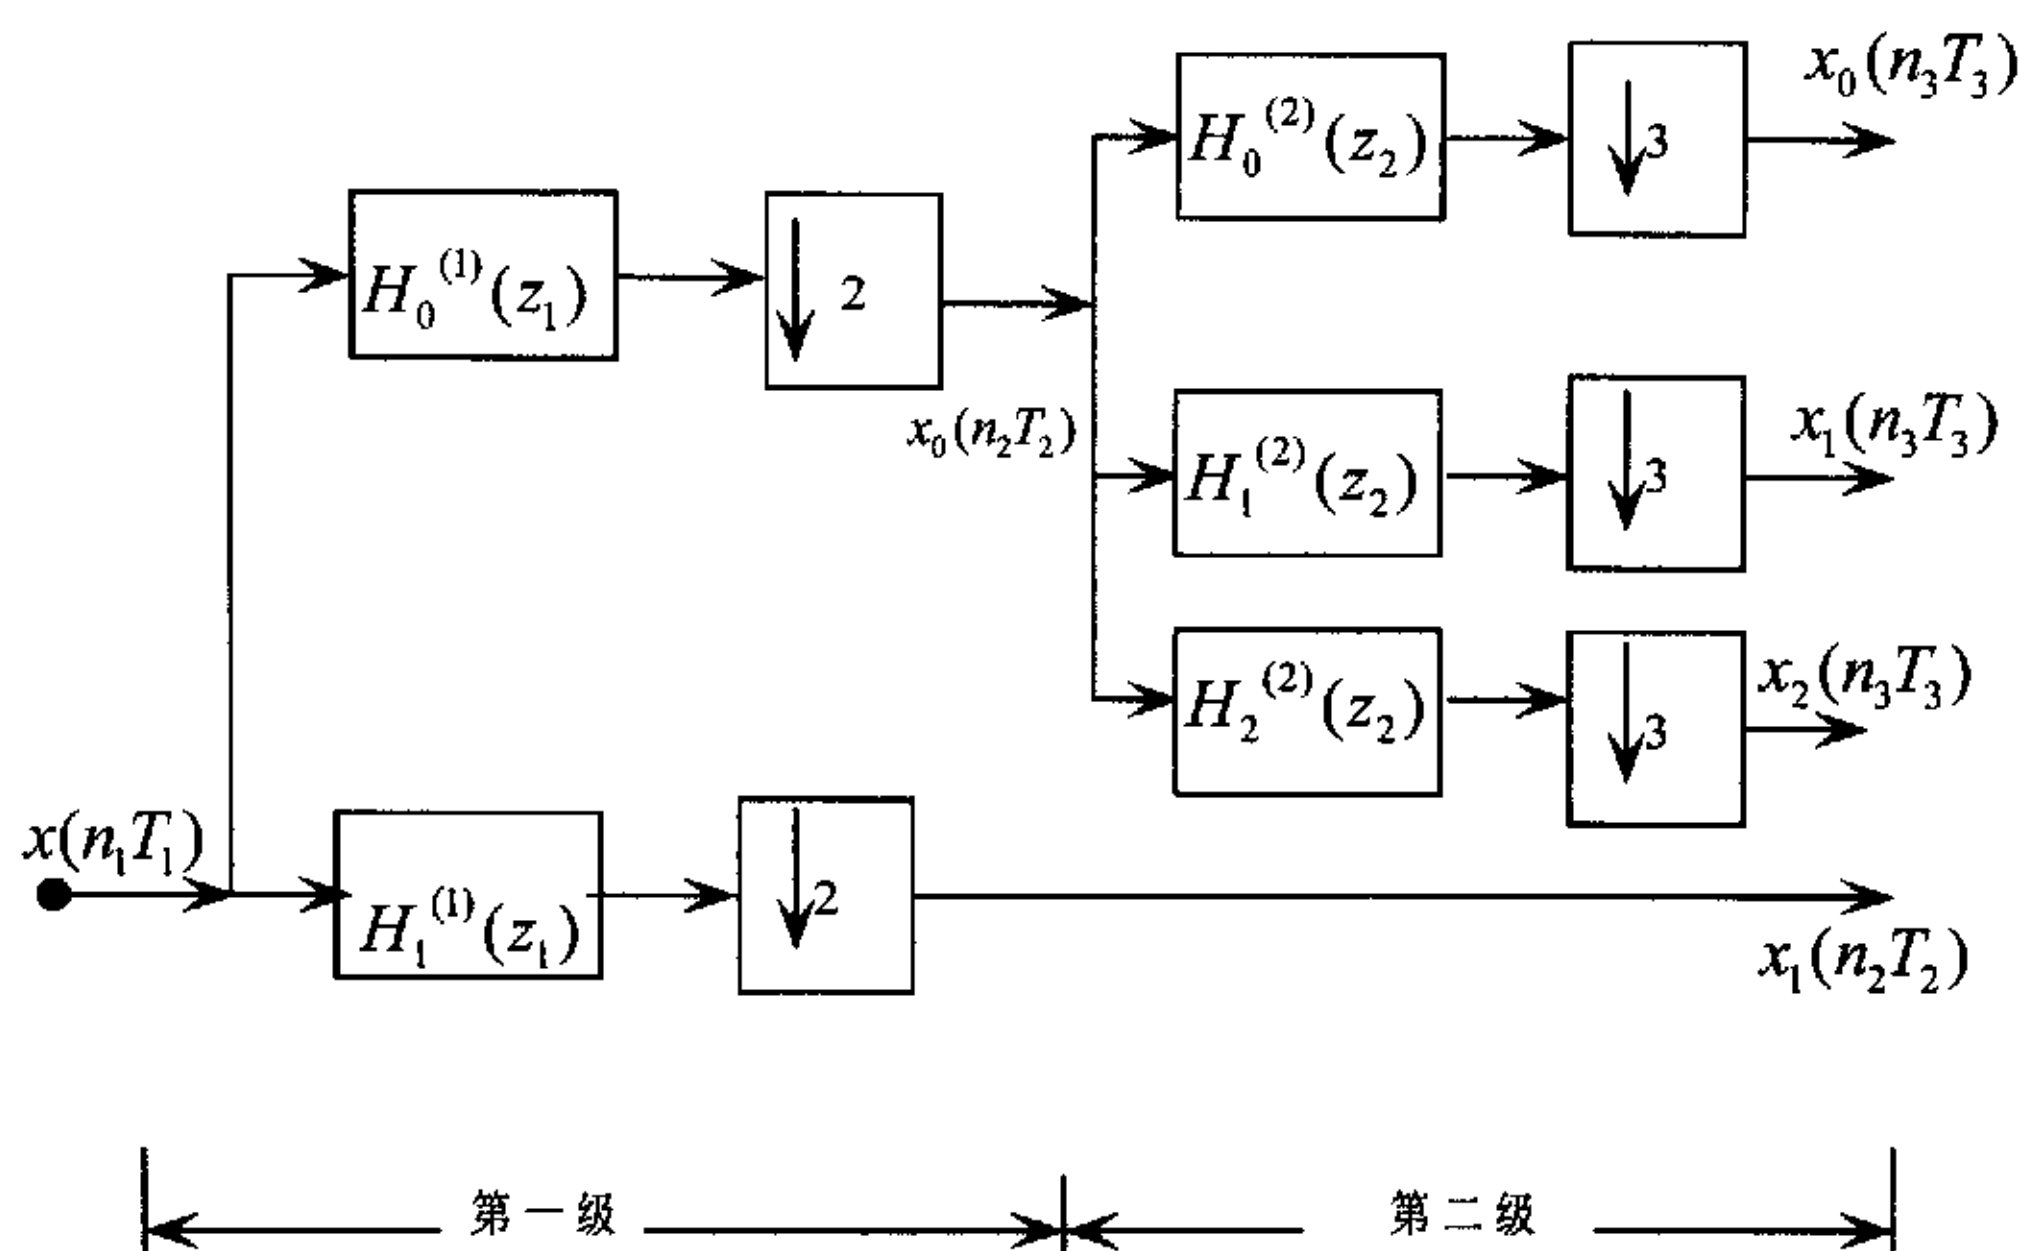 x(n₁T₁)
H₀⁽¹⁾(z₁)
2
x₀(n₂T₂)
H₁⁽¹⁾(z₁)
2
H₀⁽²⁾(z₂)
3
x₀(n₃T₃)
H₁⁽²⁾(z₂)
3
x₁(n₃T₃)
H₂⁽²⁾(z₂)
3
x₂(n₃T₃)
x₁(n₂T₂)
第一级
第二级